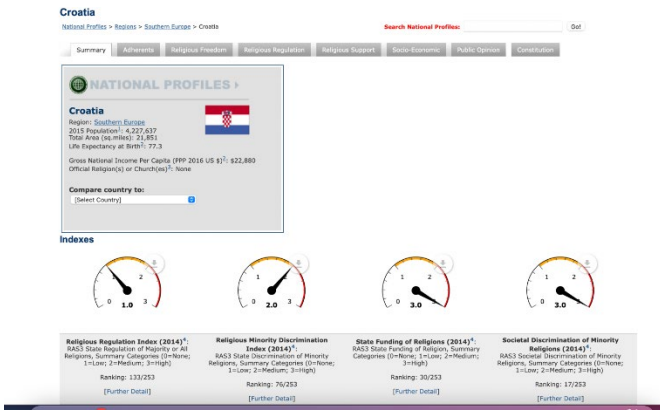 Croatia
National Profiles > Regions > Southern Europe > Croatia
Search National Profiles:
Go!
Summary
Adherents
Religious Freedom
Religious Regulation
Religious Support
Socio-Economic
Public Opinion
Constitution
NATIONAL PROFILES >
Croatia
Region: Southern Europe
2015 Population1: 4,227,637
Total Area (sq.miles): 21,851
Life Expectancy at Birth2: 77.3
Gross National Income Per Capita (PPP 2016 US $)2: $22,880
Official Religion(s) or Church(es)3: None
Compare country to:
[Select Country]
Indexes
1 2
0 1.0 3
1 2
0 2.0 3
1 2
0 3.0
1 2
0 3.0
Religious Regulation Index (2014)4:
RAS3 State Regulation of Majority or All
Religions, Summary Categories (0=None;
1=Low; 2=Medium; 3=High)
Ranking: 133/253
[Further Detail]
Religious Minority Discrimination
Index (2014)4:
RAS3 State Discrimination of Minority
Religions, Summary Categories (0=None;
1=Low; 2=Medium; 3=High)
Ranking: 76/253
[Further Detail]
State Funding of Religions (2014)4:
RAS3 State Funding of Religion, Summary
Categories (0=None; 1=Low; 2=Medium;
3=High)
Ranking: 30/253
[Further Detail]
Societal Discrimination of Minority
Religions (2014)4:
RAS3 Societal Discrimination of Minority
Religions, Summary Categories (0=None;
1=Low; 2=Medium; 3=High)
Ranking: 17/253
[Further Detail]